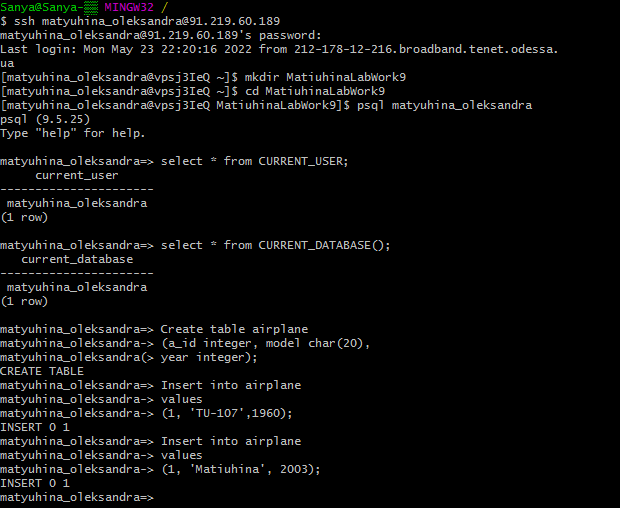 Sanya@Sanya-▒▒ MINGW32 /
$ ssh matyuhina_oleksandra@91.219.60.189
matyuhina_oleksandra@91.219.60.189's password:
Last login: Mon May 23 22:20:16 2022 from 212-178-12-216.broadband.tenet.odessa.
ua
[matyuhina_oleksandra@vpsj3IeQ ~]$ mkdir MatiuhinaLabWork9
[matyuhina_oleksandra@vpsj3IeQ ~]$ cd MatiuhinaLabWork9
[matyuhina_oleksandra@vpsj3IeQ MatiuhinaLabWork9]$ psql matyuhina_oleksandra
psql (9.5.25)
Type "help" for help.
matyuhina_oleksandra=> select * from CURRENT_USER;
current_user
----------------------
matyuhina_oleksandra
(1 row)
matyuhina_oleksandra=> select * from CURRENT_DATABASE();
current_database
----------------------
matyuhina_oleksandra
(1 row)
matyuhina_oleksandra=> Create table airplane
matyuhina_oleksandra-> (a_id integer, model char(20),
matyuhina_oleksandra(> year integer);
CREATE TABLE
matyuhina_oleksandra=> Insert into airplane
matyuhina_oleksandra-> values
matyuhina_oleksandra-> (1, 'TU-107',1960);
INSERT 0 1
matyuhina_oleksandra=> Insert into airplane
matyuhina_oleksandra-> values
matyuhina_oleksandra-> (1, 'Matiuhina', 2003);
INSERT 0 1
matyuhina_oleksandra=>